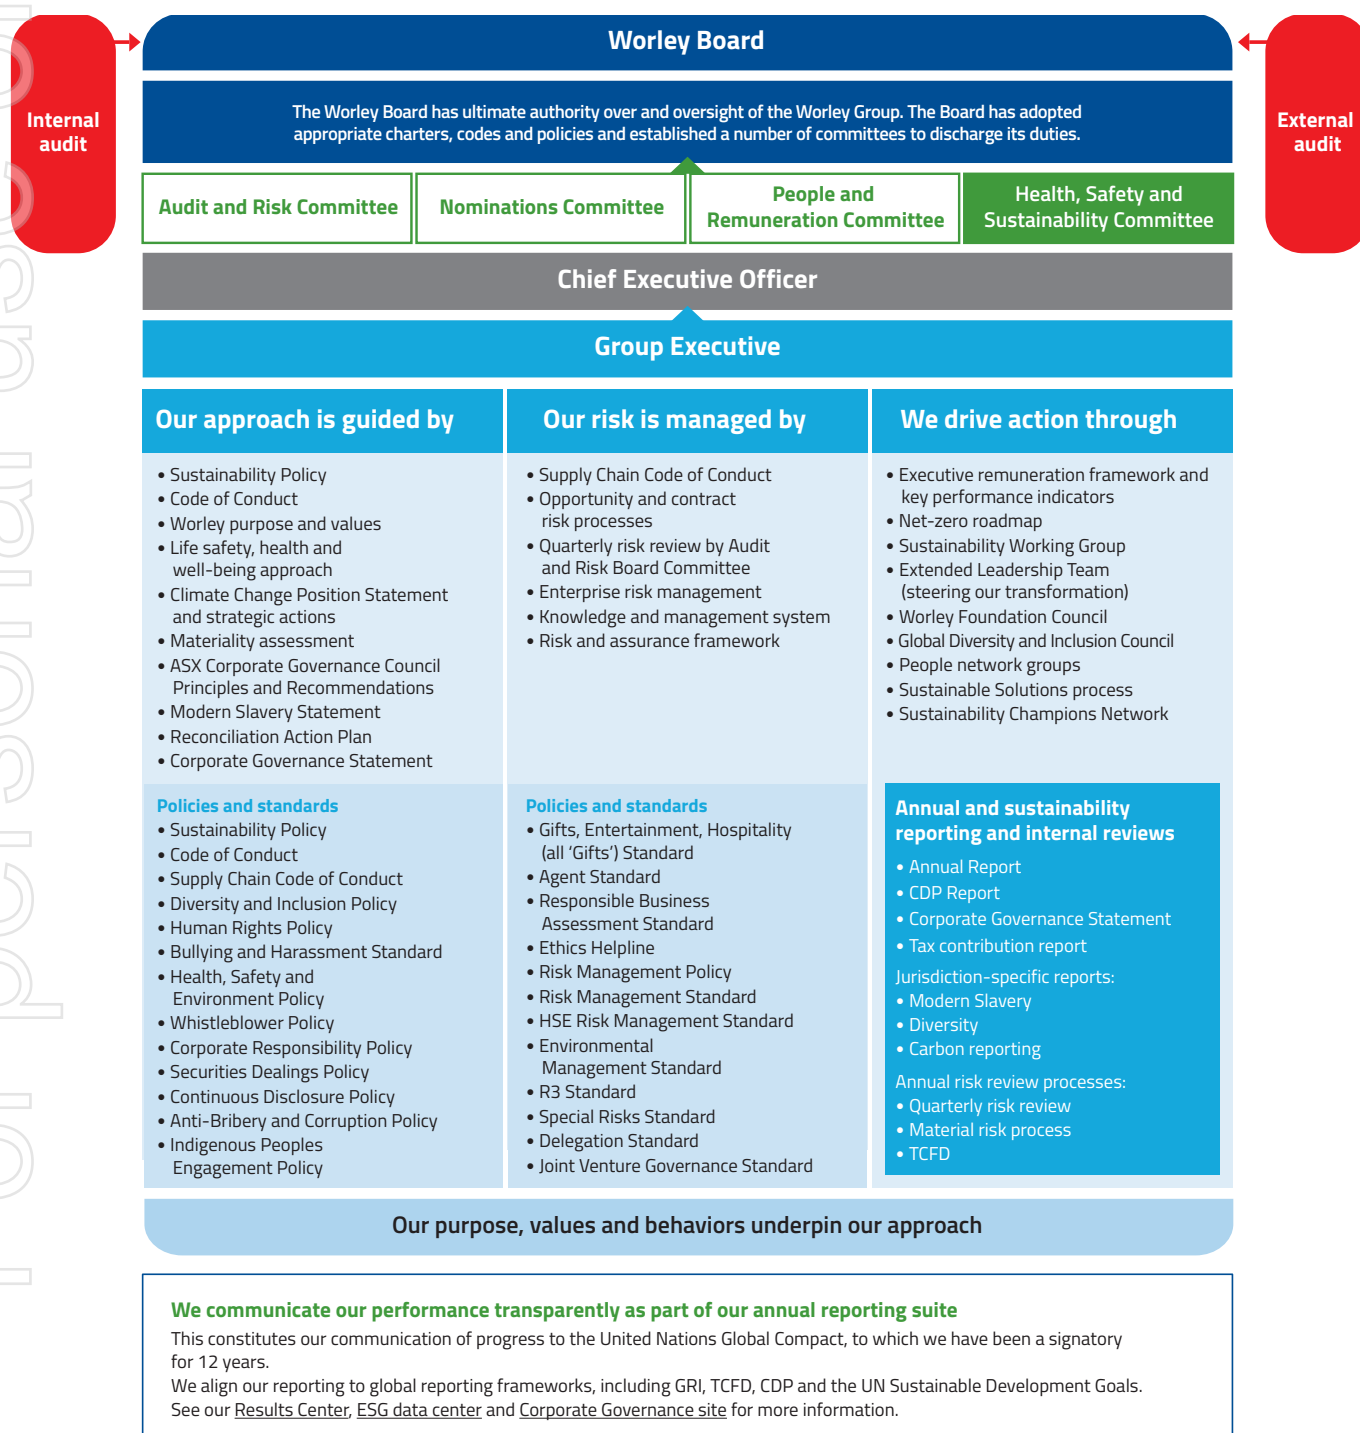 Worley Board
Internal
audit
External
audit
The Worley Board has ultimate authority over and oversight of the Worley Group. The Board has adopted
appropriate charters, codes and policies and established a number of committees to discharge its duties.
Audit and Risk Committee
Nominations Committee
People and
Remuneration Committee
Health, Safety and
Sustainability Committee
Chief Executive Officer
Group Executive
Our approach is guided by
• Sustainability Policy
• Code of Conduct
• Worley purpose and values
• Life safety, health and
well-being approach
• Climate Change Position Statement
and strategic actions
• Materiality assessment
• ASX Corporate Governance Council
Principles and Recommendations
• Modern Slavery Statement
• Reconciliation Action Plan
• Corporate Governance Statement
Policies and standards
• Sustainability Policy
• Code of Conduct
• Supply Chain Code of Conduct
• Diversity and Inclusion Policy
• Human Rights Policy
• Bullying and Harassment Standard
• Health, Safety and
Environment Policy
• Whistleblower Policy
• Corporate Responsibility Policy
• Securities Dealings Policy
• Continuous Disclosure Policy
• Anti-Bribery and Corruption Policy
• Indigenous Peoples
Engagement Policy
Our risk is managed by
• Supply Chain Code of Conduct
• Opportunity and contract
risk processes
• Quarterly risk review by Audit
and Risk Board Committee
• Enterprise risk management
• Knowledge and management system
• Risk and assurance framework
Policies and standards
• Gifts, Entertainment, Hospitality
(all ‘Gifts’) Standard
• Agent Standard
• Responsible Business
Assessment Standard
• Ethics Helpline
• Risk Management Policy
• Risk Management Standard
• HSE Risk Management Standard
• Environmental
Management Standard
• R3 Standard
• Special Risks Standard
• Delegation Standard
• Joint Venture Governance Standard
We drive action through
• Executive remuneration framework and
key performance indicators
• Net-zero roadmap
• Sustainability Working Group
• Extended Leadership Team
(steering our transformation)
• Worley Foundation Council
• Global Diversity and Inclusion Council
• People network groups
• Sustainable Solutions process
• Sustainability Champions Network
Annual and sustainability
reporting and internal reviews
• Annual Report
• CDP Report
• Corporate Governance Statement
• Tax contribution report
Jurisdiction-specific reports:
• Modern Slavery
• Diversity
• Carbon reporting
Annual risk review processes:
• Quarterly risk review
• Material risk process
• TCFD
Our purpose, values and behaviors underpin our approach
We communicate our performance transparently as part of our annual reporting suite
This constitutes our communication of progress to the United Nations Global Compact, to which we have been a signatory
for 12 years.
We align our reporting to global reporting frameworks, including GRI, TCFD, CDP and the UN Sustainable Development Goals.
See our Results Center, ESG data center and Corporate Governance site for more information.